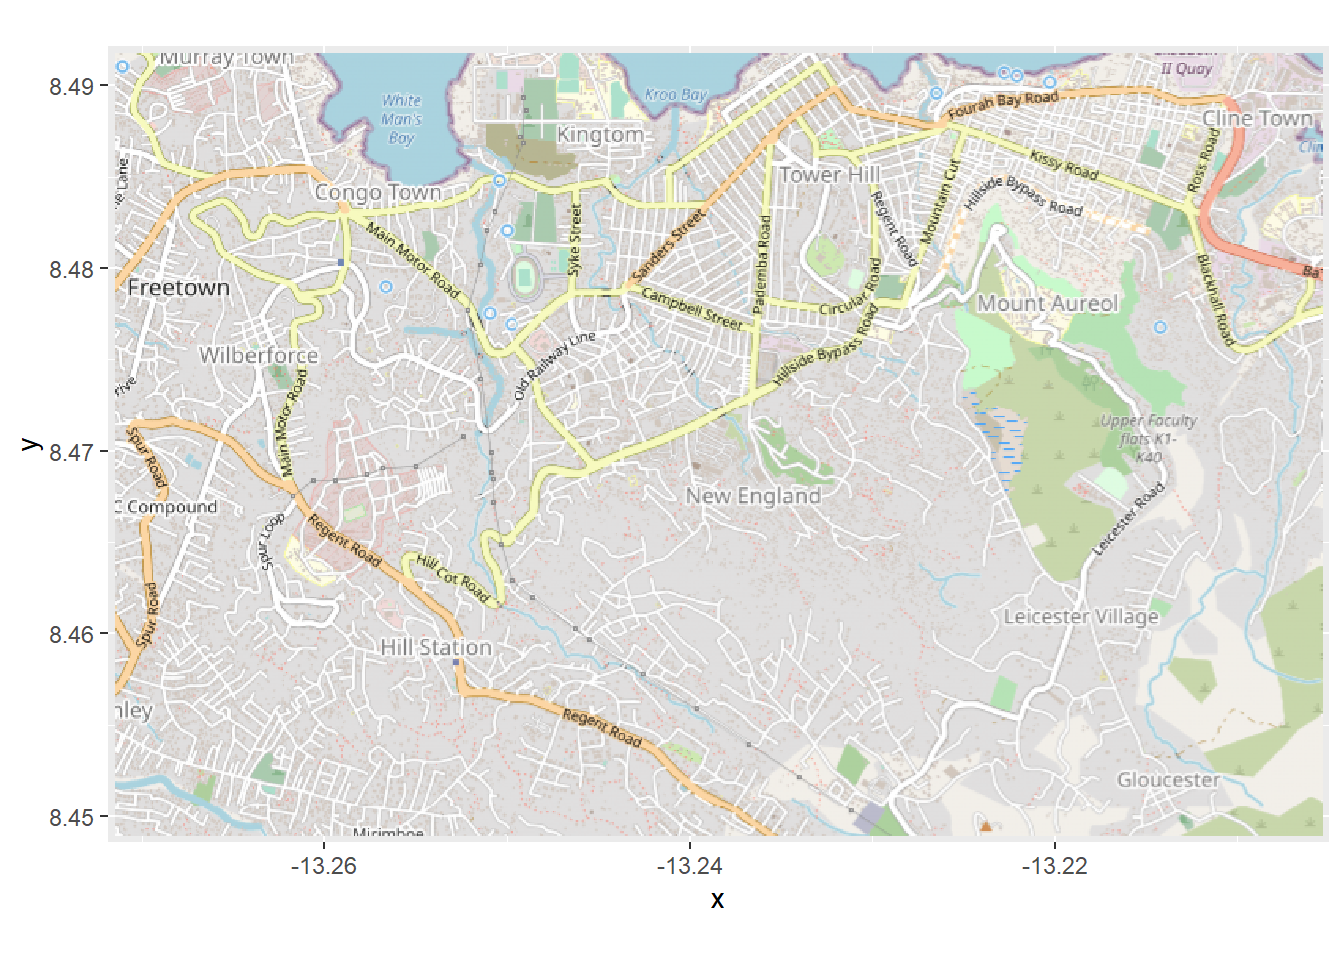 Murray Town
White
Man's
Bay
Kroo Bay
II Quay
Fourah Bay Road
Cline Town
Kingtom
Kissy Road
Ross Road
Tower Hill
Congo Town
Hillside Bypass Road
Mountain Cut
Regent Road
Main Motor Road
Syke Street
Sanders Street
Pademba Road
Circular Road
Campbell Street
Blackhall Road
Freetown
Mount Aureol
Old Railway Line
Hillside Bypass Road
Wilberforce
Main Motor Road
Upper Faculty
flats K1-
K40
Spur Road
New England
C Compound
Spur Loop
Regent Road
Leicester Road
Hill Cot Road
Spur Road
Leicester Village
Hill Station
Regent Road
Gloucester
8.49
8.48
8.47
8.46
8.45
y
-13.26
-13.24
-13.22
x